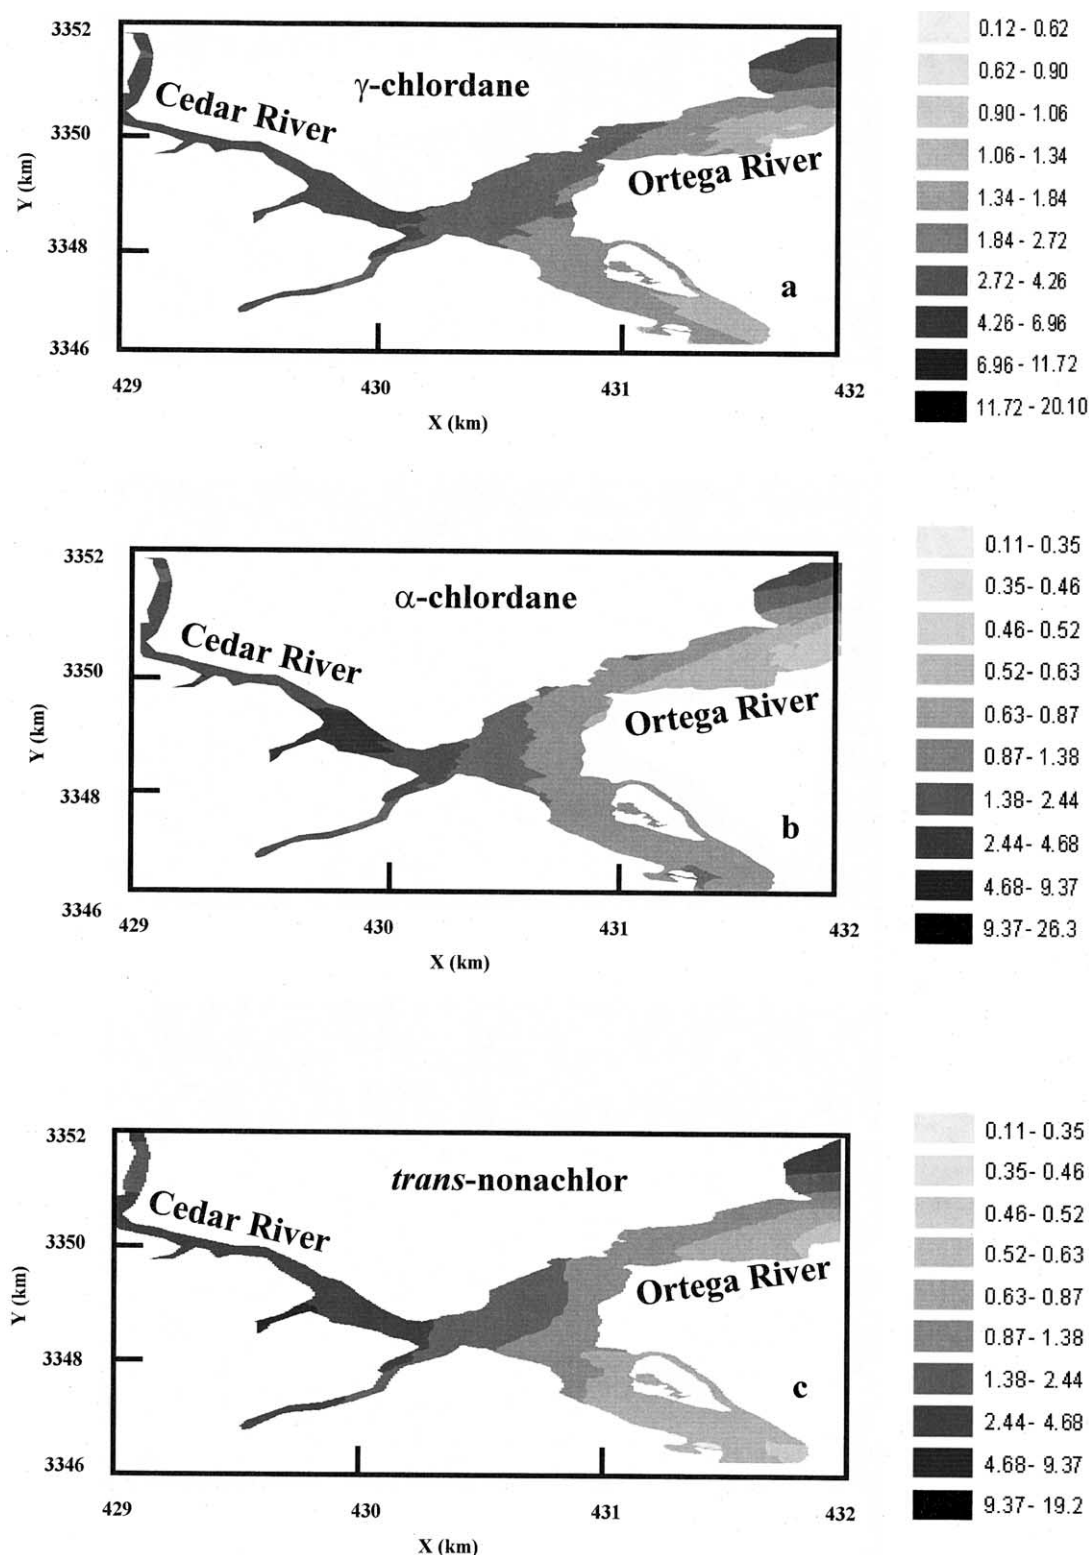 γ-chlordane
Cedar River
Ortega River
a
3352
3350
3348
3346
Y (km)
429
430
431
432
X (km)
0.12 - 0.62
0.62 - 0.90
0.90 - 1.06
1.06 - 1.34
1.34 - 1.84
1.84 - 2.72
2.72 - 4.26
4.26 - 6.96
6.96 - 11.72
11.72 - 20.10
α-chlordane
Cedar River
Ortega River
b
3352
3350
3348
3346
Y (km)
429
430
431
432
X (km)
0.11 - 0.35
0.35- 0.46
0.46- 0.52
0.52- 0.63
0.63- 0.87
0.87- 1.38
1.38- 2.44
2.44- 4.68
4.68- 9.37
9.37- 26.3
trans-nonachlor
Cedar River
Ortega River
c
3352
3350
3348
3346
Y (km)
429
430
431
432
X (km)
0.11 - 0.35
0.35- 0.46
0.46- 0.52
0.52- 0.63
0.63- 0.87
0.87- 1.38
1.38- 2.44
2.44- 4.68
4.68- 9.37
9.37- 19.2